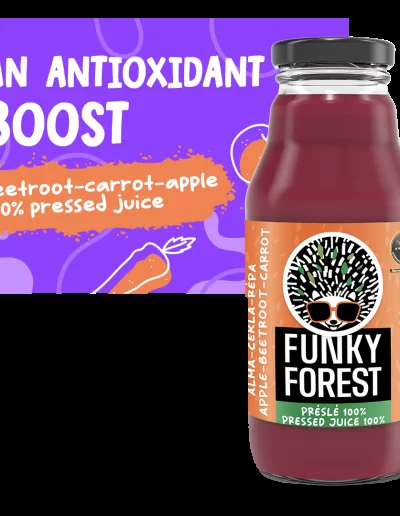 AN ANTIOXIDANT
BOOST
beetroot-carrot-apple
100% pressed juice
ALMA-CÉKLA-RÉPA
APPLE-BEETROOT-CARROT
FUNKY
FOREST
PRÉSLÉ 100%
PRESSED JUICE 100%